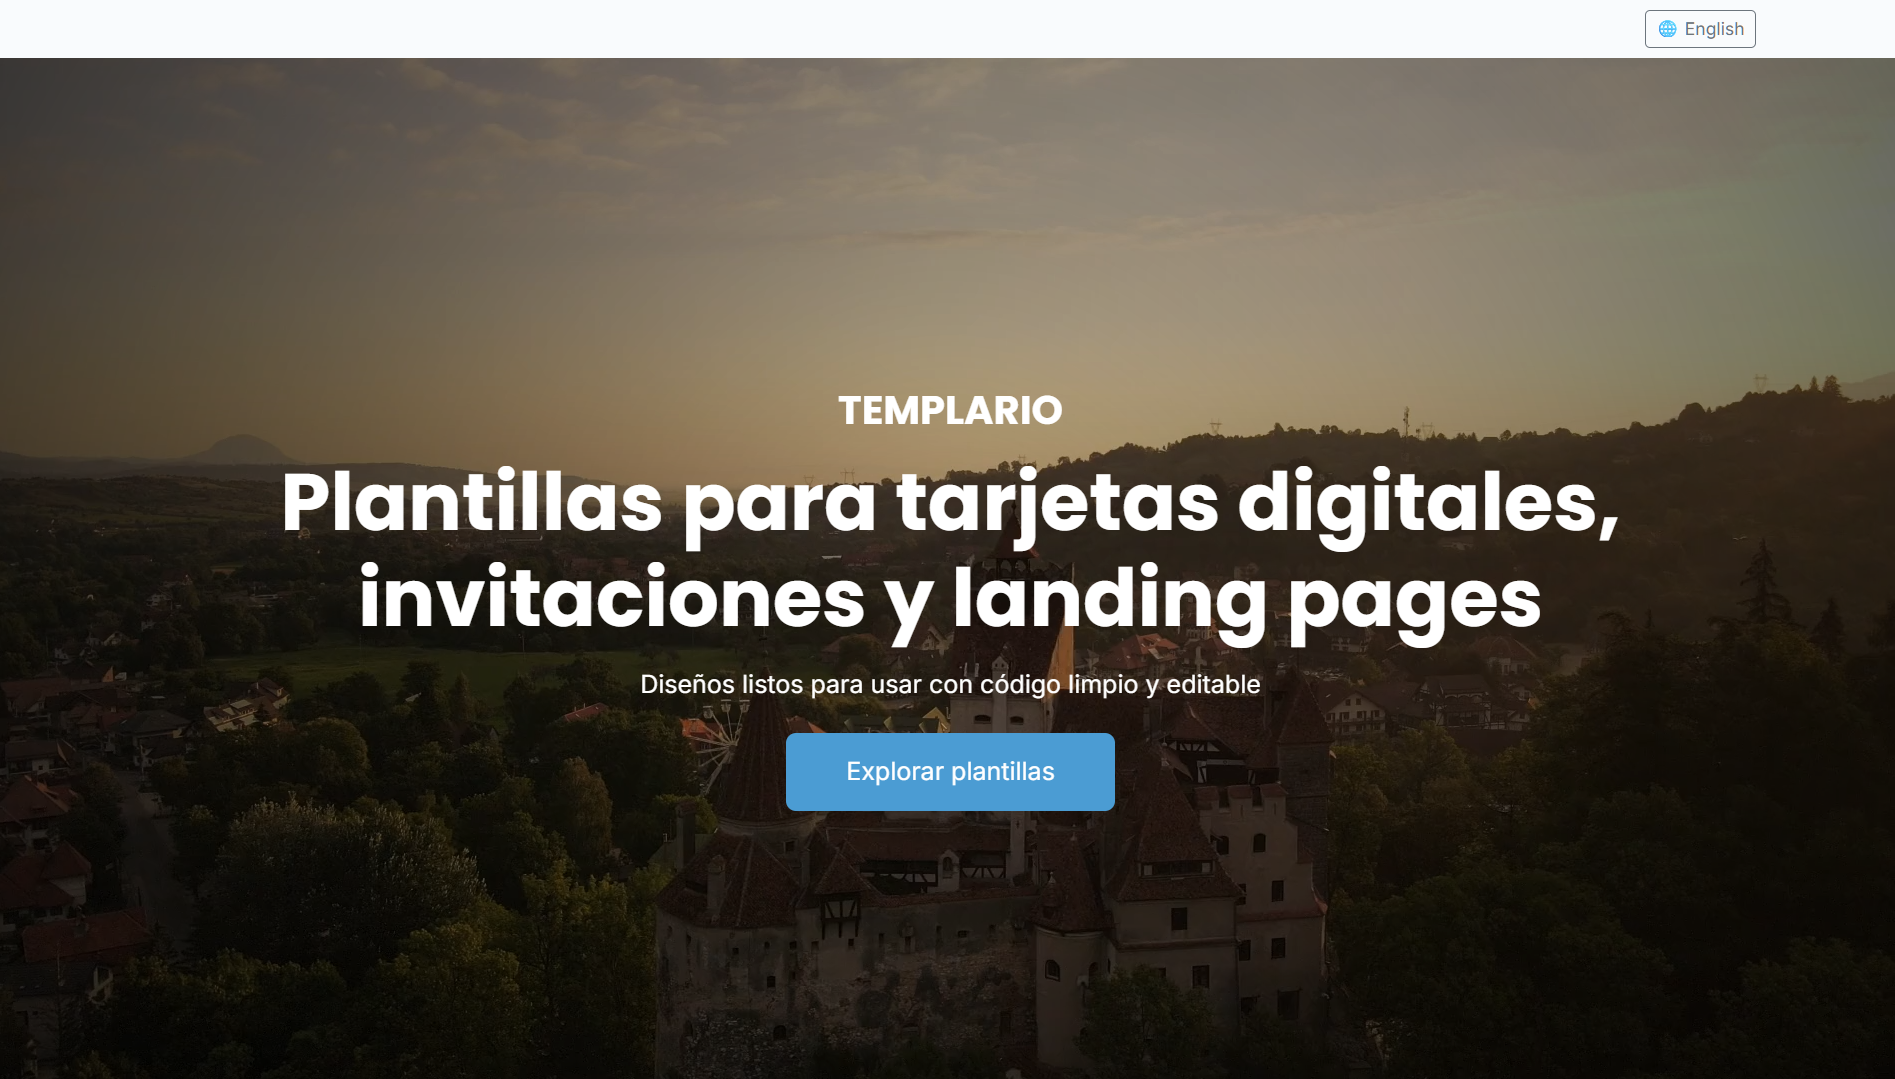 English
TEMPLARIO
Plantillas para tarjetas digitales,
invitaciones y landing pages
Diseños listos para usar con código limpio y editable
Explorar plantillas